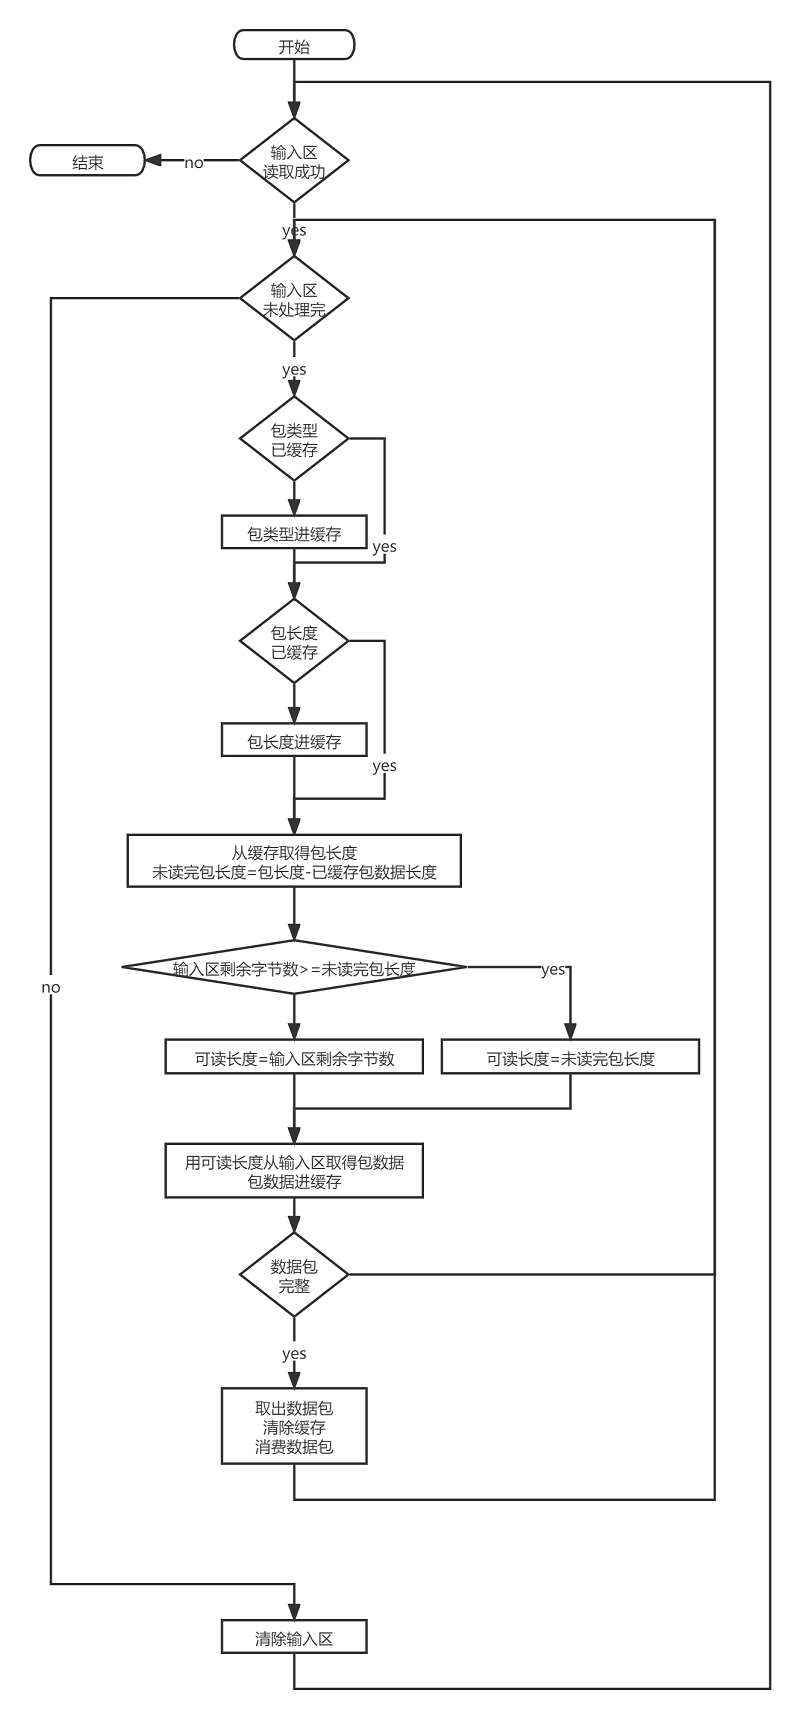 开始
输入区
读取成功
no
结束
yes
输入区
未处理完
yes
包类型
已缓存
包类型进缓存
yes
包长度
已缓存
包长度进缓存
yes
从缓存取得包长度
未读完包长度=包长度-已缓存包数据长度
输入区剩余字节数>=未读完包长度
yes
no
可读长度=输入区剩余字节数
可读长度=未读完包长度
用可读长度从输入区取得包数据
包数据进缓存
数据包
完整
yes
取出数据包
清除缓存
消费数据包
清除输入区